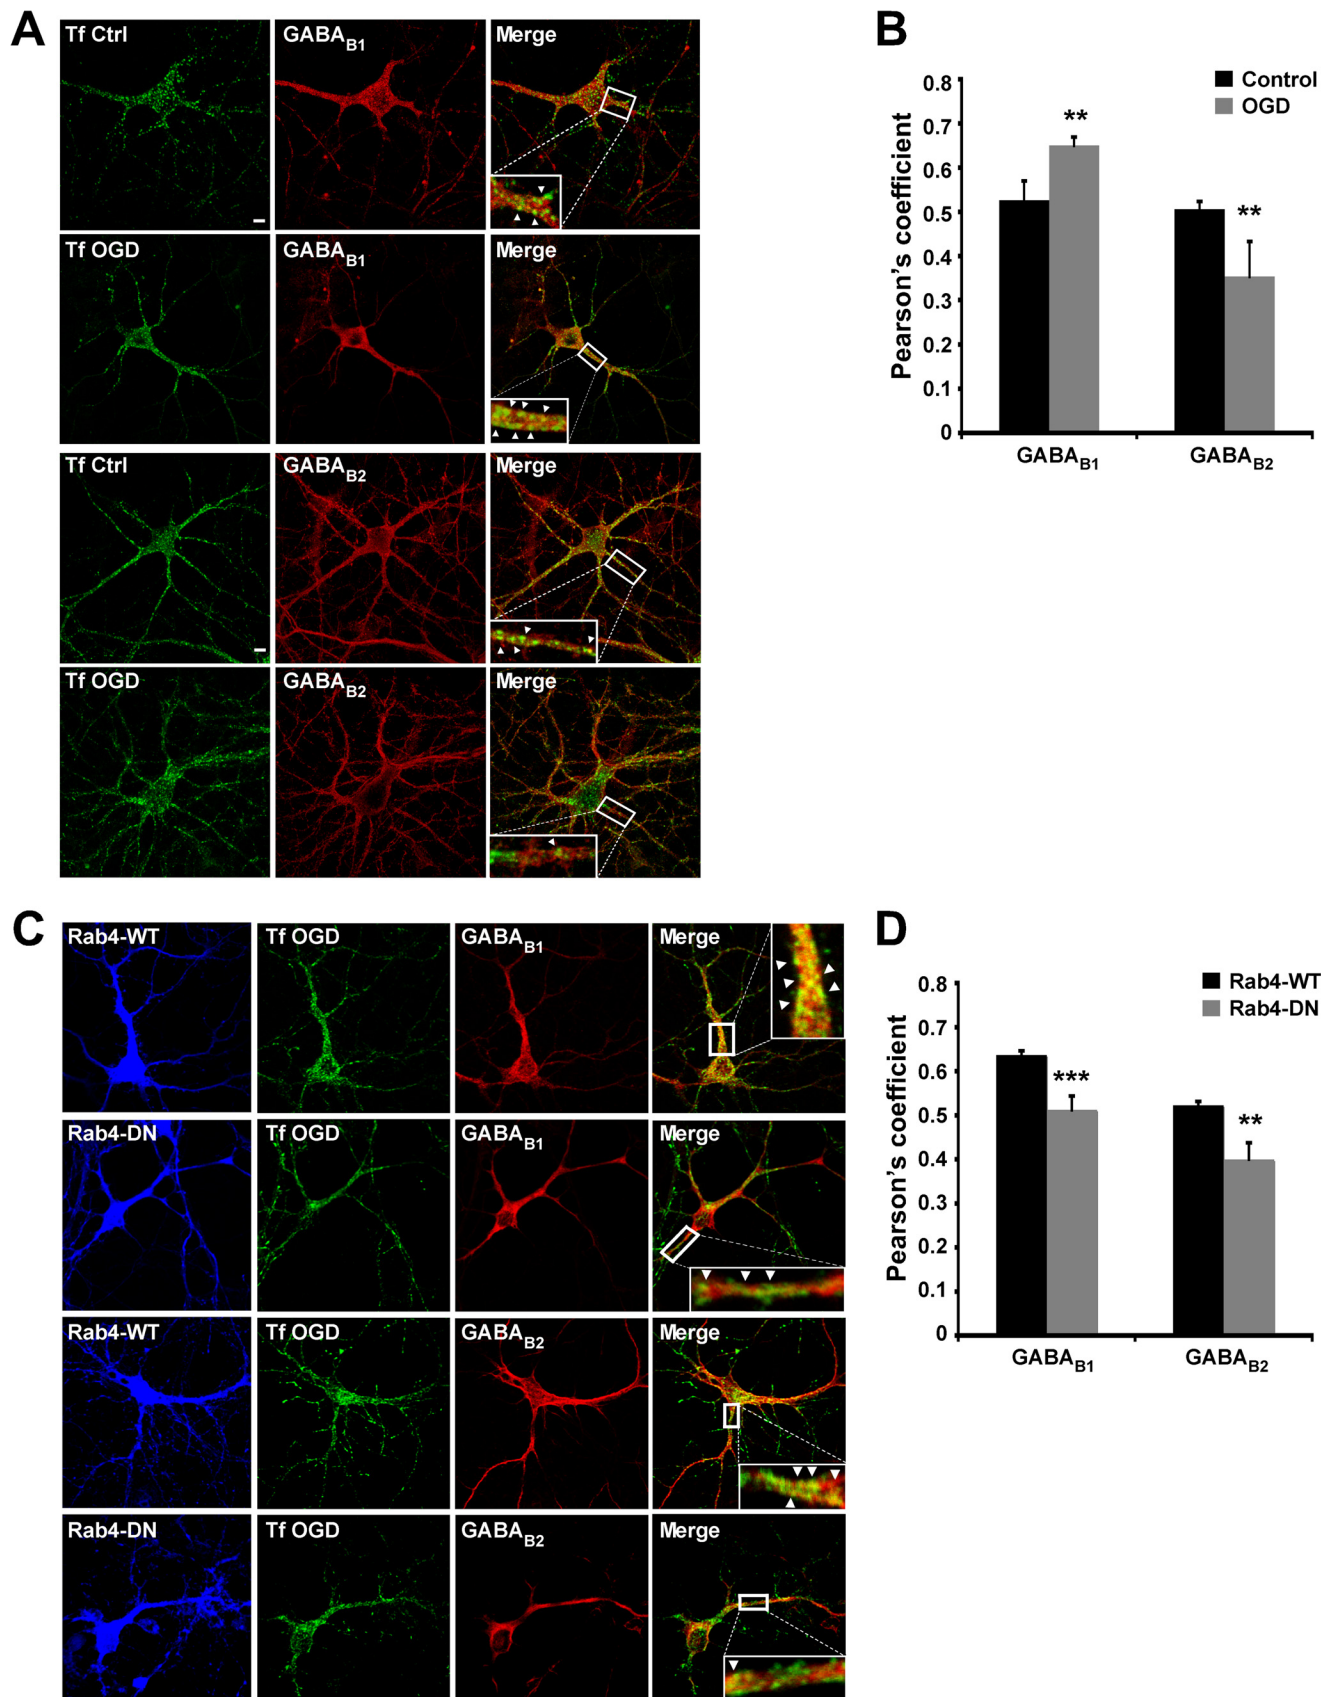 A
Tf Ctrl
GABAB1
Merge
Tf OGD
GABAB1
Merge
Tf Ctrl
GABAB2
Merge
Tf OGD
GABAB2
Merge
B
Pearson's coefficient
0.8
0.7
0.6
0.5
0.4
0.3
0.2
0.1
0
Control
OGD
**
**
GABAB1
GABAB2
C
Rab4-WT
Tf OGD
GABAB1
Merge
Rab4-DN
Tf OGD
GABAB1
Merge
Rab4-WT
Tf OGD
GABAB2
Merge
Rab4-DN
Tf OGD
GABAB2
Merge
D
Pearson's coefficient
0.8
0.7
0.6
0.5
0.4
0.3
0.2
0.1
0
Rab4-WT
Rab4-DN
***
**
GABAB1
GABAB2